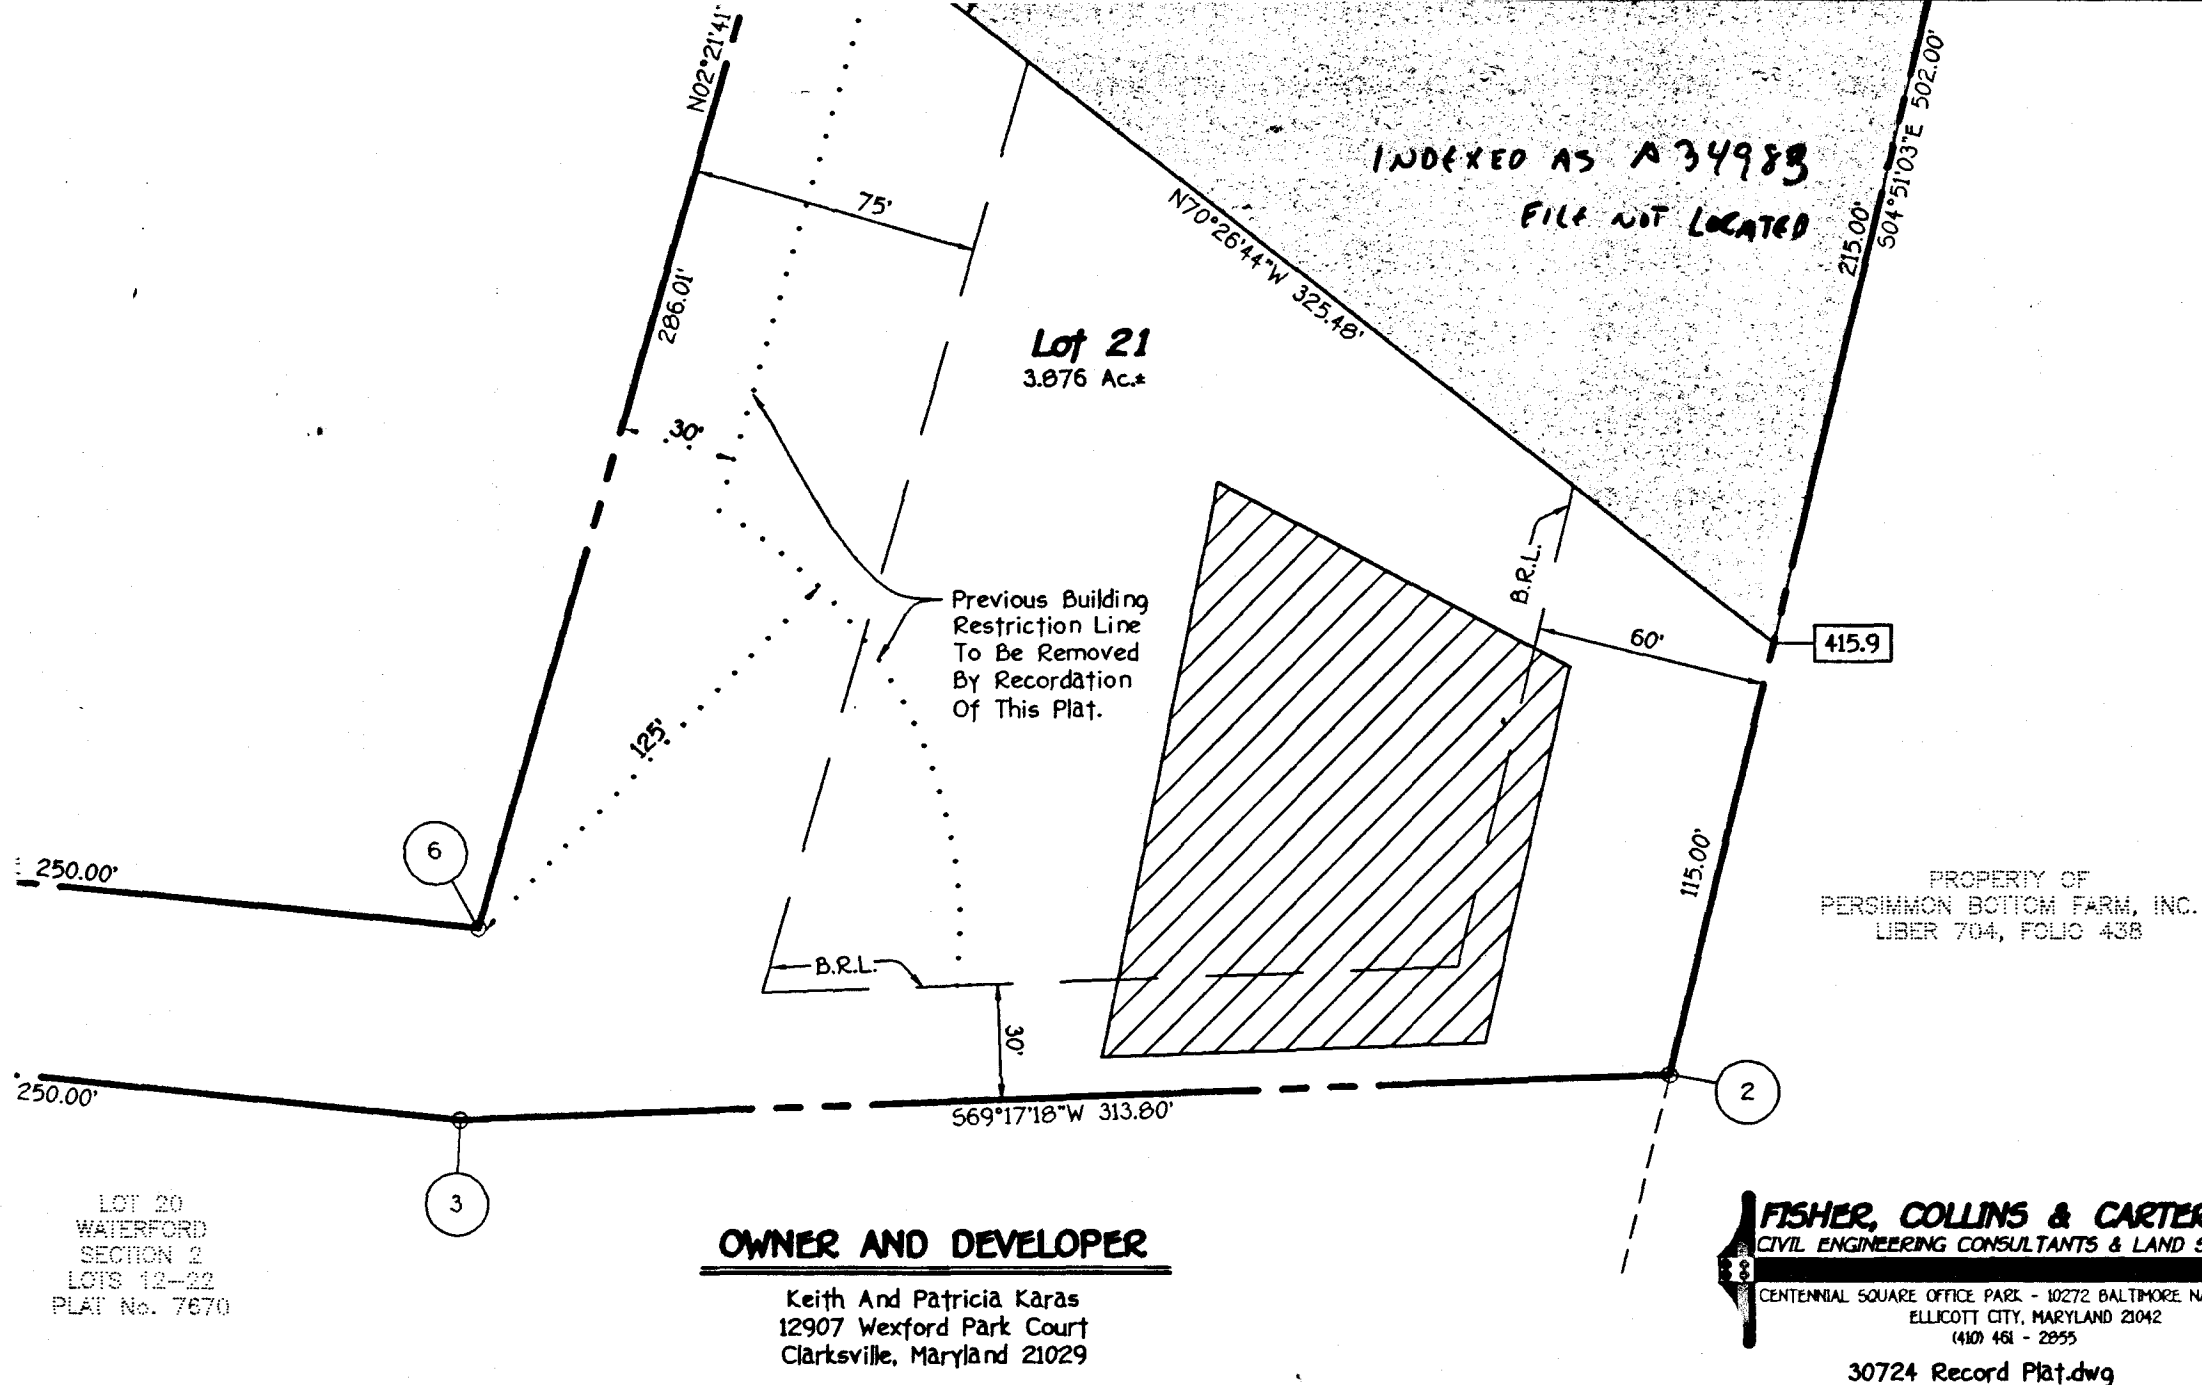 N02°21'41"
502.00'
S04°51'03"E
215.00'
INDEXED AS A34983
FILE NOT LOCATED
75'
N70°26'44"W 325.48'
286.01'
Lot 21
3.876 Ac.±
30'
B.R.L.
Previous Building
Restriction Line
To Be Removed
By Recordation
Of This Plat.
60'
415.9
125'
6
250.00'
115.00'
PROPERTY OF
PERSIMMON BOTTOM FARM, INC.
LIBER 704, FOLIO 438
B.R.L.
30'
250.00'
S69°17'18"W 313.80'
2
3
LOT 20
WATERFORD
SECTION 2
LOTS 12-22
PLAT No. 7670
OWNER AND DEVELOPER
Keith And Patricia Karas
12907 Wexford Park Court
Clarksville, Maryland 21029
FISHER, COLLINS & CARTER
CIVIL ENGINEERING CONSULTANTS & LAND S
CENTENNIAL SQUARE OFFICE PARK - 10272 BALTIMORE NA
ELLICOTT CITY, MARYLAND 21042
(410) 461 - 2855
30724 Record Plat.dwg